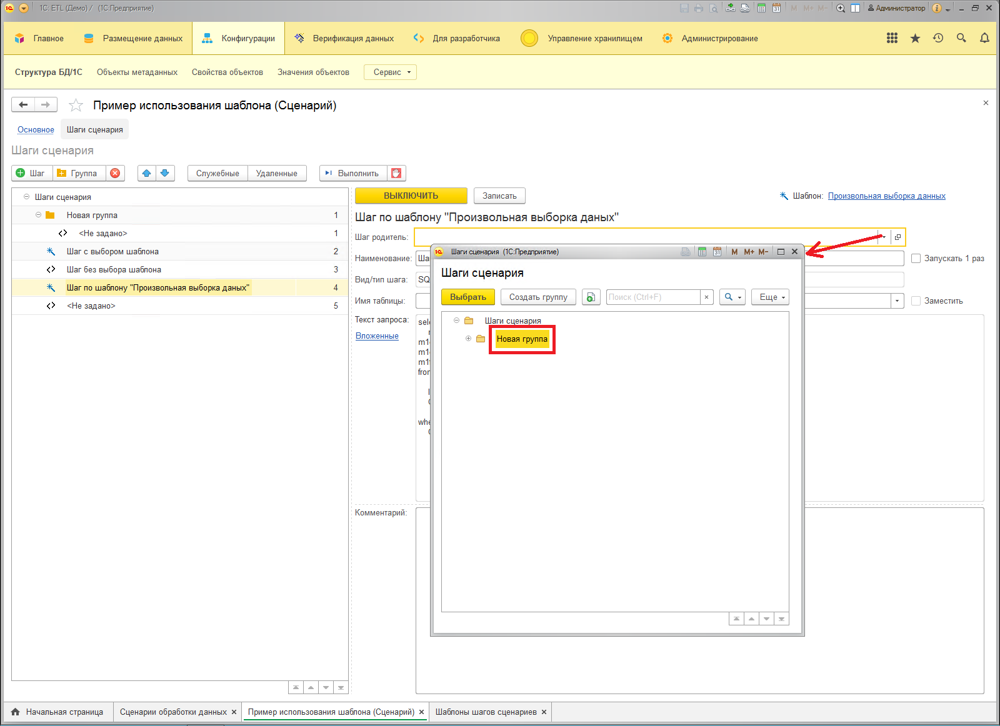 1С: ETL (Демо) / (1С:Предприятие)
M M+ M- Администратор
Главное Размещение данных Конфигурации Верификация данных Для разработчика Управление хранилищем Администрирование
Структура БД/1С Объекты метаданных Свойства объектов Значения объектов Сервис
Пример использования шаблона (Сценарий)
Основное Шаги сценария
Шаги сценария
Шаг Группа Служебные Удаленные Выполнить
Шаги сценария
Новая группа 1
<Не задано> 1
Шаг с выбором шаблона 2
Шаг без выбора шаблона 3
Шаг по шаблону "Произвольная выборка даных" 4
<Не задано> 5
ВЫКЛЮЧИТЬ Записать Шаблон: Произвольная выборка данных
Шаг по шаблону "Произвольная выборка даных"
Шаг родитель:
Наименование: Ша Запускать 1 раз
Вид/тип шага: SQ
Имя таблицы: Заместить
Текст запроса:
Вложенные
sele
m1
m1
m1
fror
whe
Комментарий:
Шаги сценария (1С:Предприятие) 31 M M+ M-
Шаги сценария
Выбрать Создать группу Поиск (Ctrl+F) Еще
Шаги сценария
Новая группа
Начальная страница Сценарии обработки данных Пример использования шаблона (Сценарий) Шаблоны шагов сценариев